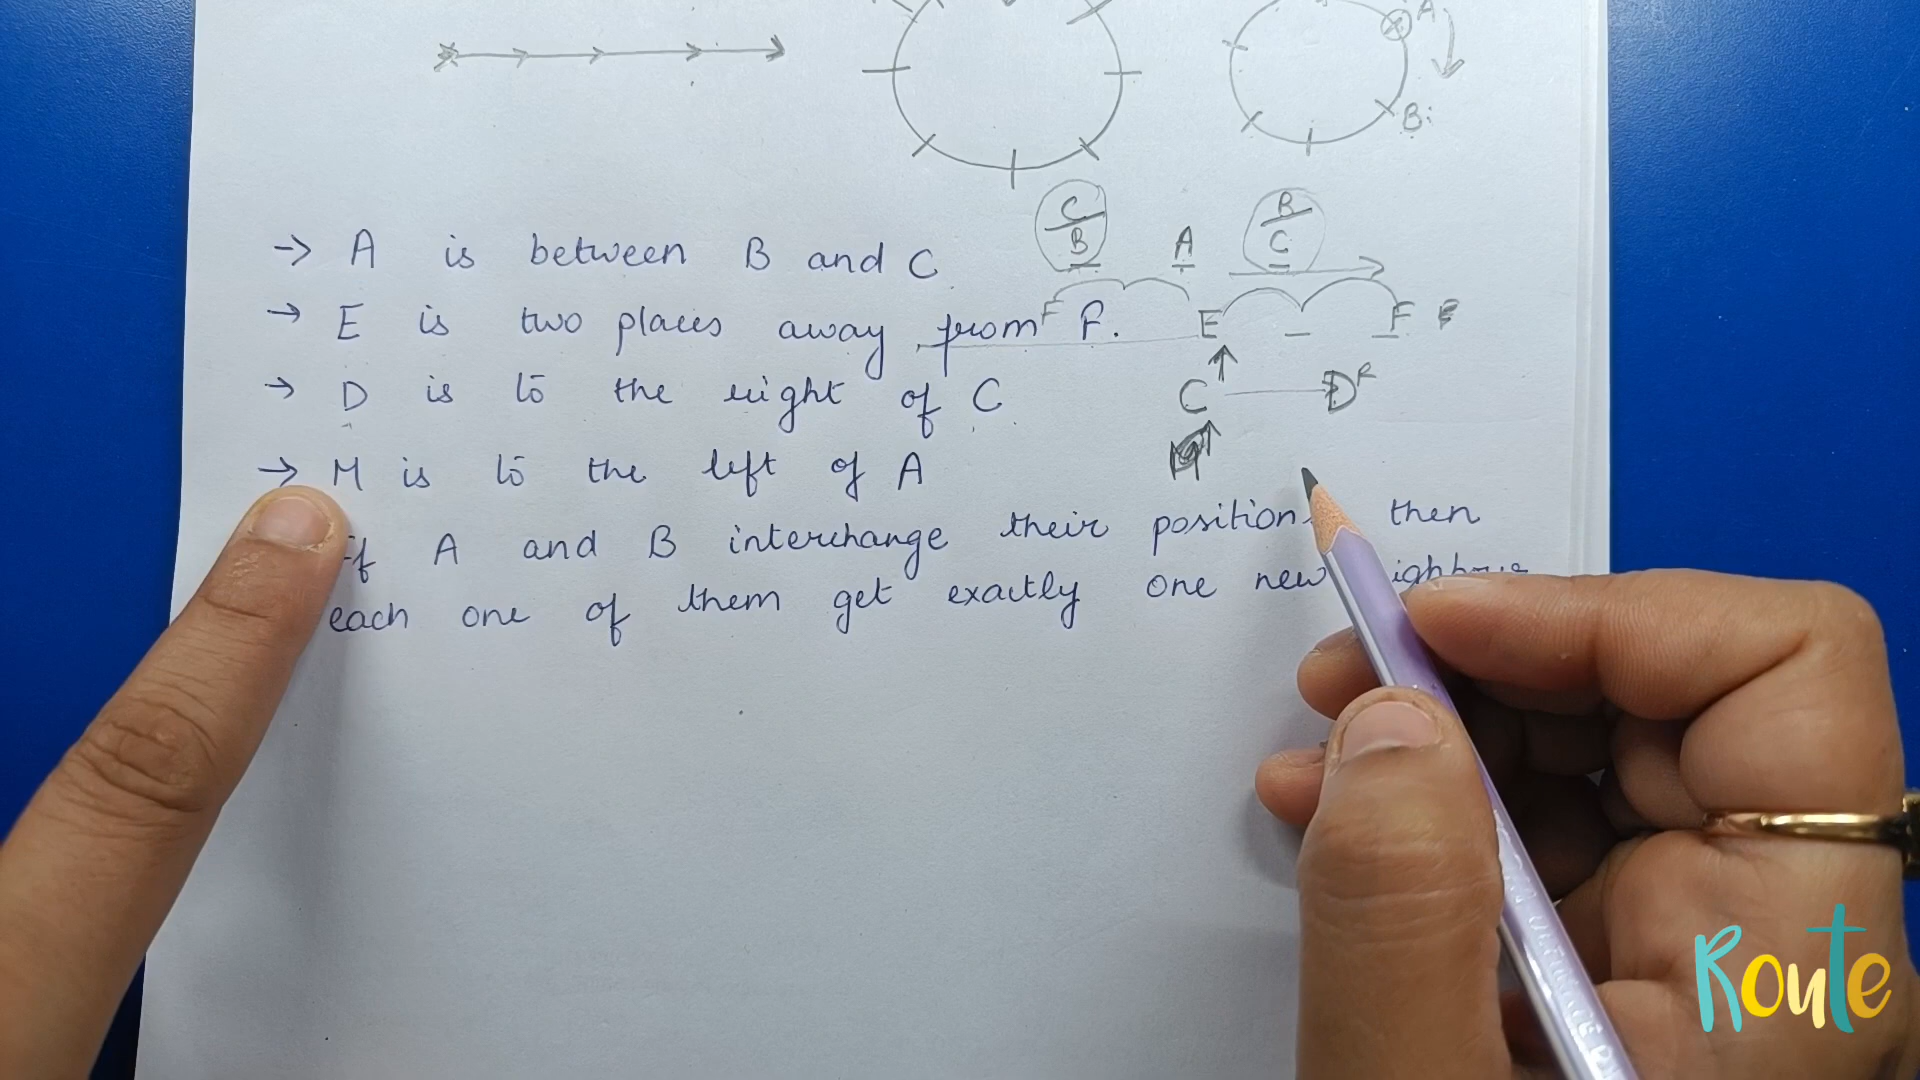 A
B
→ A is between B and C
C
B
A
B
C
→ E is two places away from F.
F
E _ F
→ D is to the right of C
C D R
→ M is to the left of A
If A and B interchange their position then
each one of them get exactly one new
Route